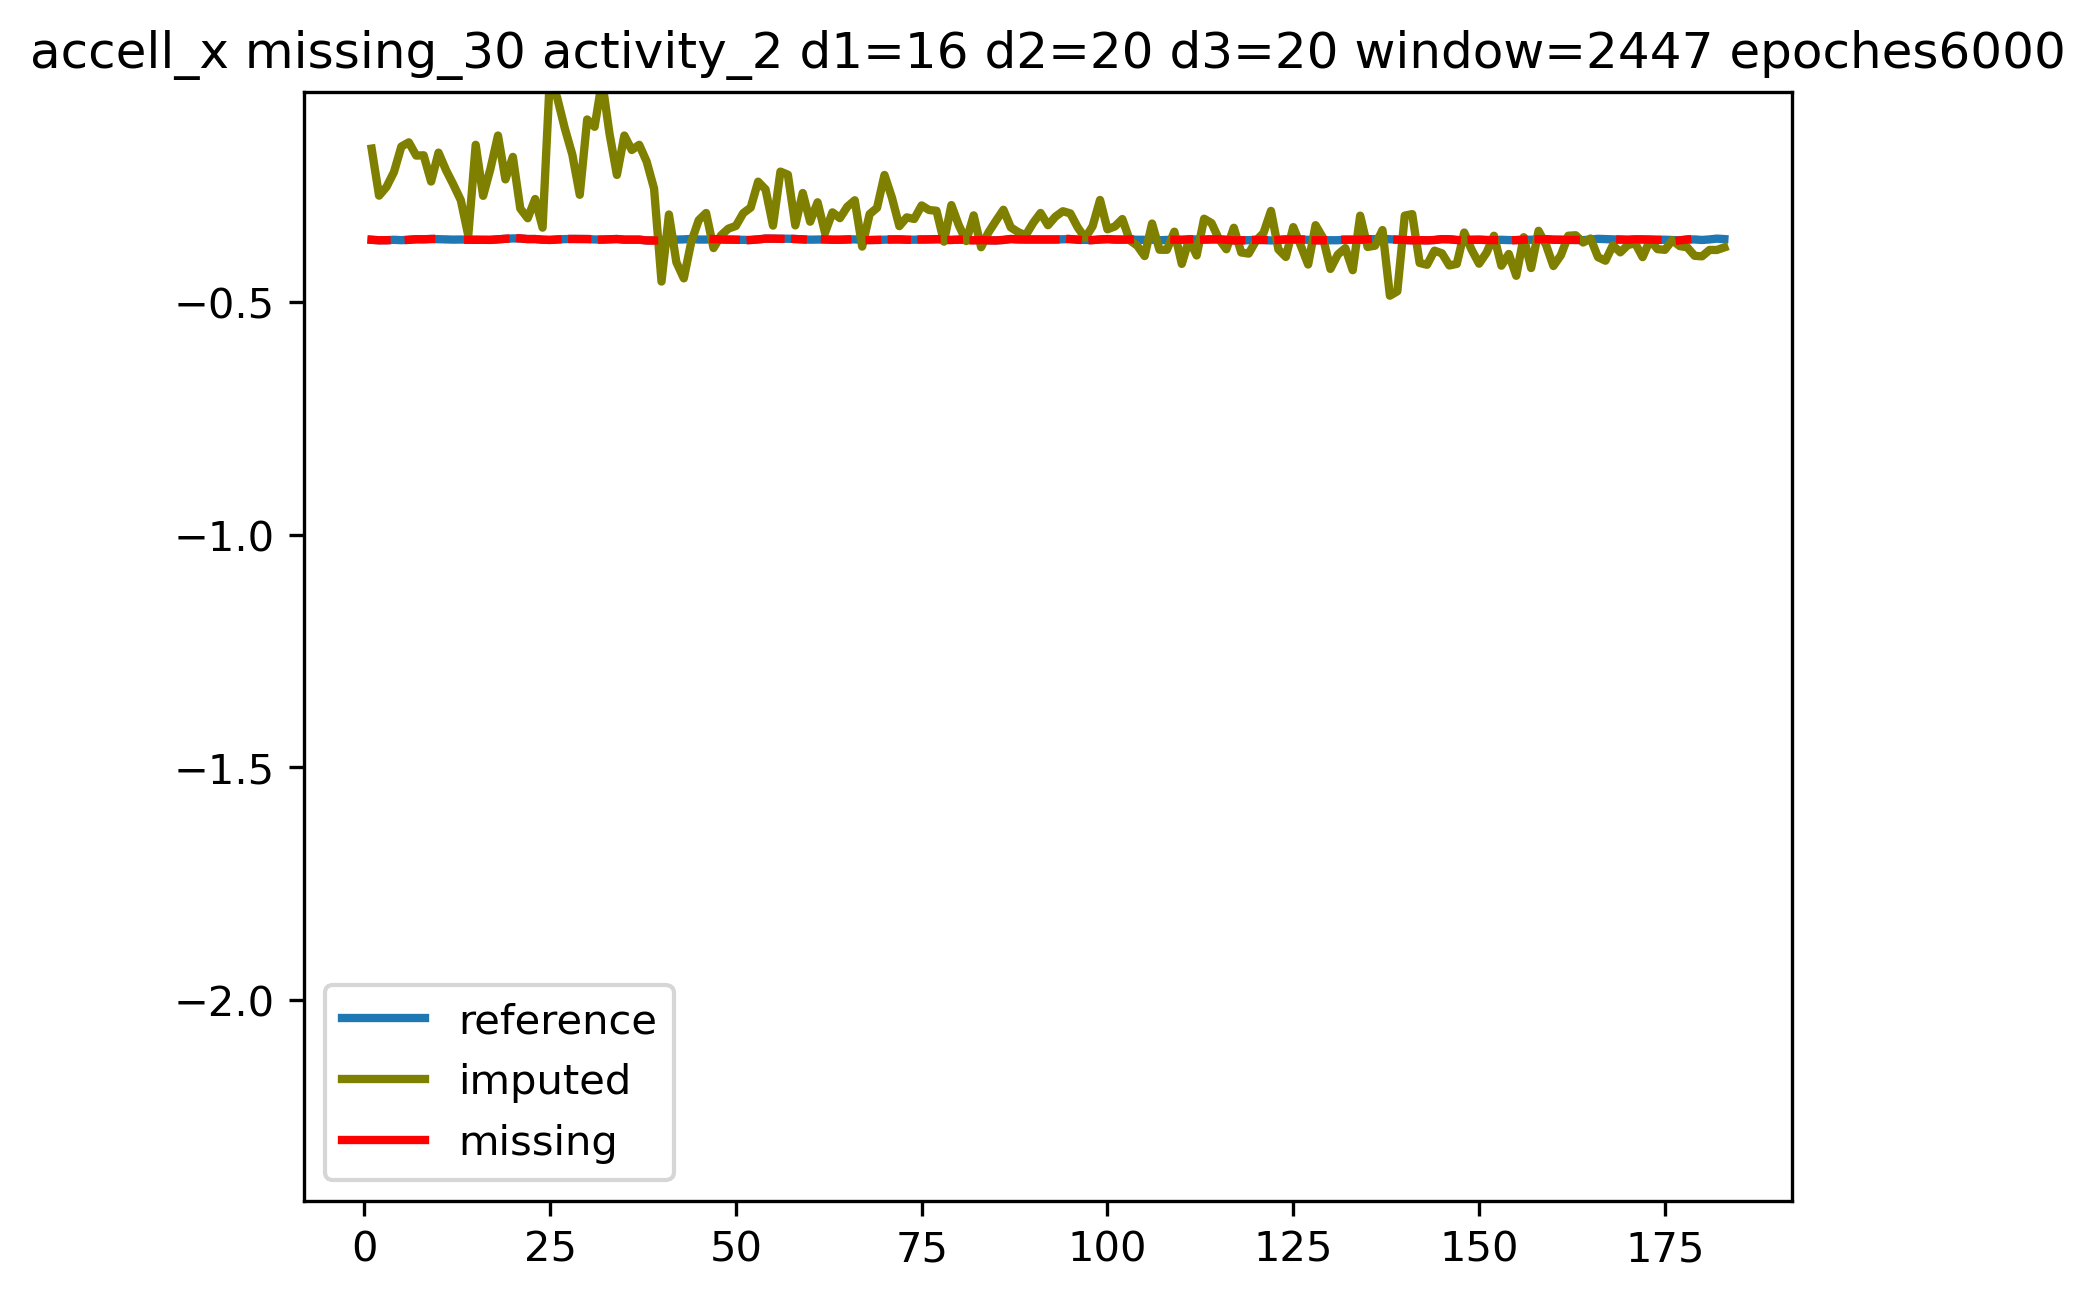 accell_x missing_30 activity_2 d1=16 d2=20 d3=20 window=2447 epoches6000
−0.5
−1.0
−1.5
−2.0
reference
imputed
missing
0 25 50 75 100 125 150 175